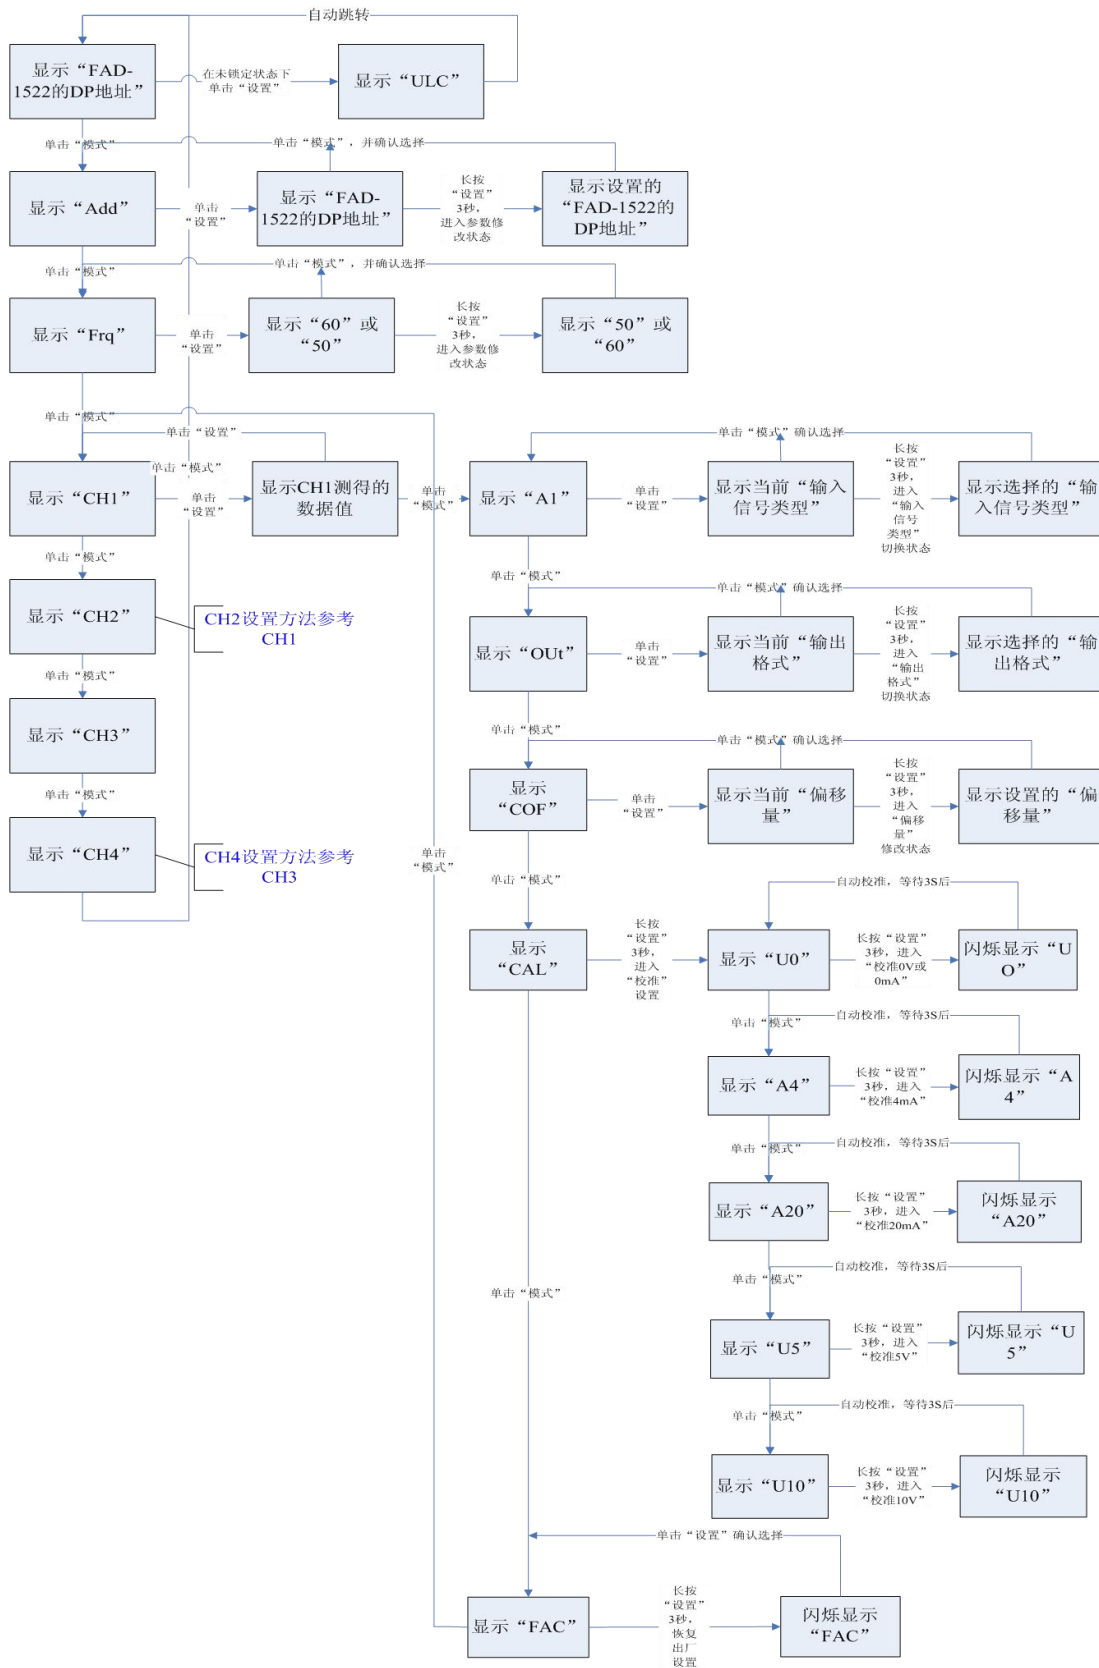 自动跳转
显示“FAD-
1522的DP地址”
在未锁定状态下
单击“设置”
显示“ULC”
单击“模式”
单击“模式”，并确认选择
显示“Add”
单击
“设置”
显示“FAD-
1522的DP地址”
长按
“设置”
3秒，
进入参数修
改状态
显示设置的
“FAD-1522的
DP地址”
单击“模式”
单击“模式”，并确认选择
显示“Frq”
单击
“设置”
显示“60”或
“50”
长按
“设置”
3秒，
进入参数修
改状态
显示“50”或
“60”
单击“模式”
单击“设置”
单击“模式”
显示“CH1”
单击
“设置”
显示CH1测得的
数据值
单击
“模式”
显示“A1”
单击
“设置”
单击“模式”确认选择
显示当前“输入
信号类型”
长按
“设置”
3秒，
进入
“输入
信号
类型”
切换状态
显示选择的“输
入信号类型”
单击“模式”
显示“CH2”
CH2设置方法参考
CH1
单击“模式”
显示“CH3”
单击“模式”
显示“CH4”
CH4设置方法参考
CH3
单击
“模式”
单击“模式”
单击“模式”确认选择
显示“OUt”
单击
“设置”
显示当前“输出
格式”
长按
“设置”
3秒，
进入
“输出
格式”
切换状态
显示选择的“输
出格式”
单击“模式”
单击“模式”确认选择
显示
“COF”
单击
“设置”
显示当前“偏移
量”
长按
“设置”
3秒，
进入
“偏移
量”
修改状态
显示设置的“偏
移量”
单击“模式”
自动校准，等待3S后
显示
“CAL”
长按
“设置”
3秒，
进入
“校准”
设置
显示“U0”
长按“设置”
3秒，进入
“校准0V或
0mA”
闪烁显示“U
O”
单击“模式”
自动校准，等待3S后
显示“A4”
长按“设置”
3秒，进入
“校准4mA”
闪烁显示“A
4”
单击“模式”
自动校准，等待3S后
显示“A20”
长按“设置”
3秒，进入
“校准20mA”
闪烁显示
“A20”
单击“模式”
单击“模式”
自动校准，等待3S后
显示“U5”
长按“设置”
3秒，进入
“校准5V”
闪烁显示“U
5”
单击“模式”
自动校准，等待3S后
显示“U10”
长按“设置”
3秒，进入
“校准10V”
闪烁显示
“U10”
单击“设置”确认选择
显示“FAC”
长按
“设置”
3秒，
恢复
出厂
设置
闪烁显示
“FAC”